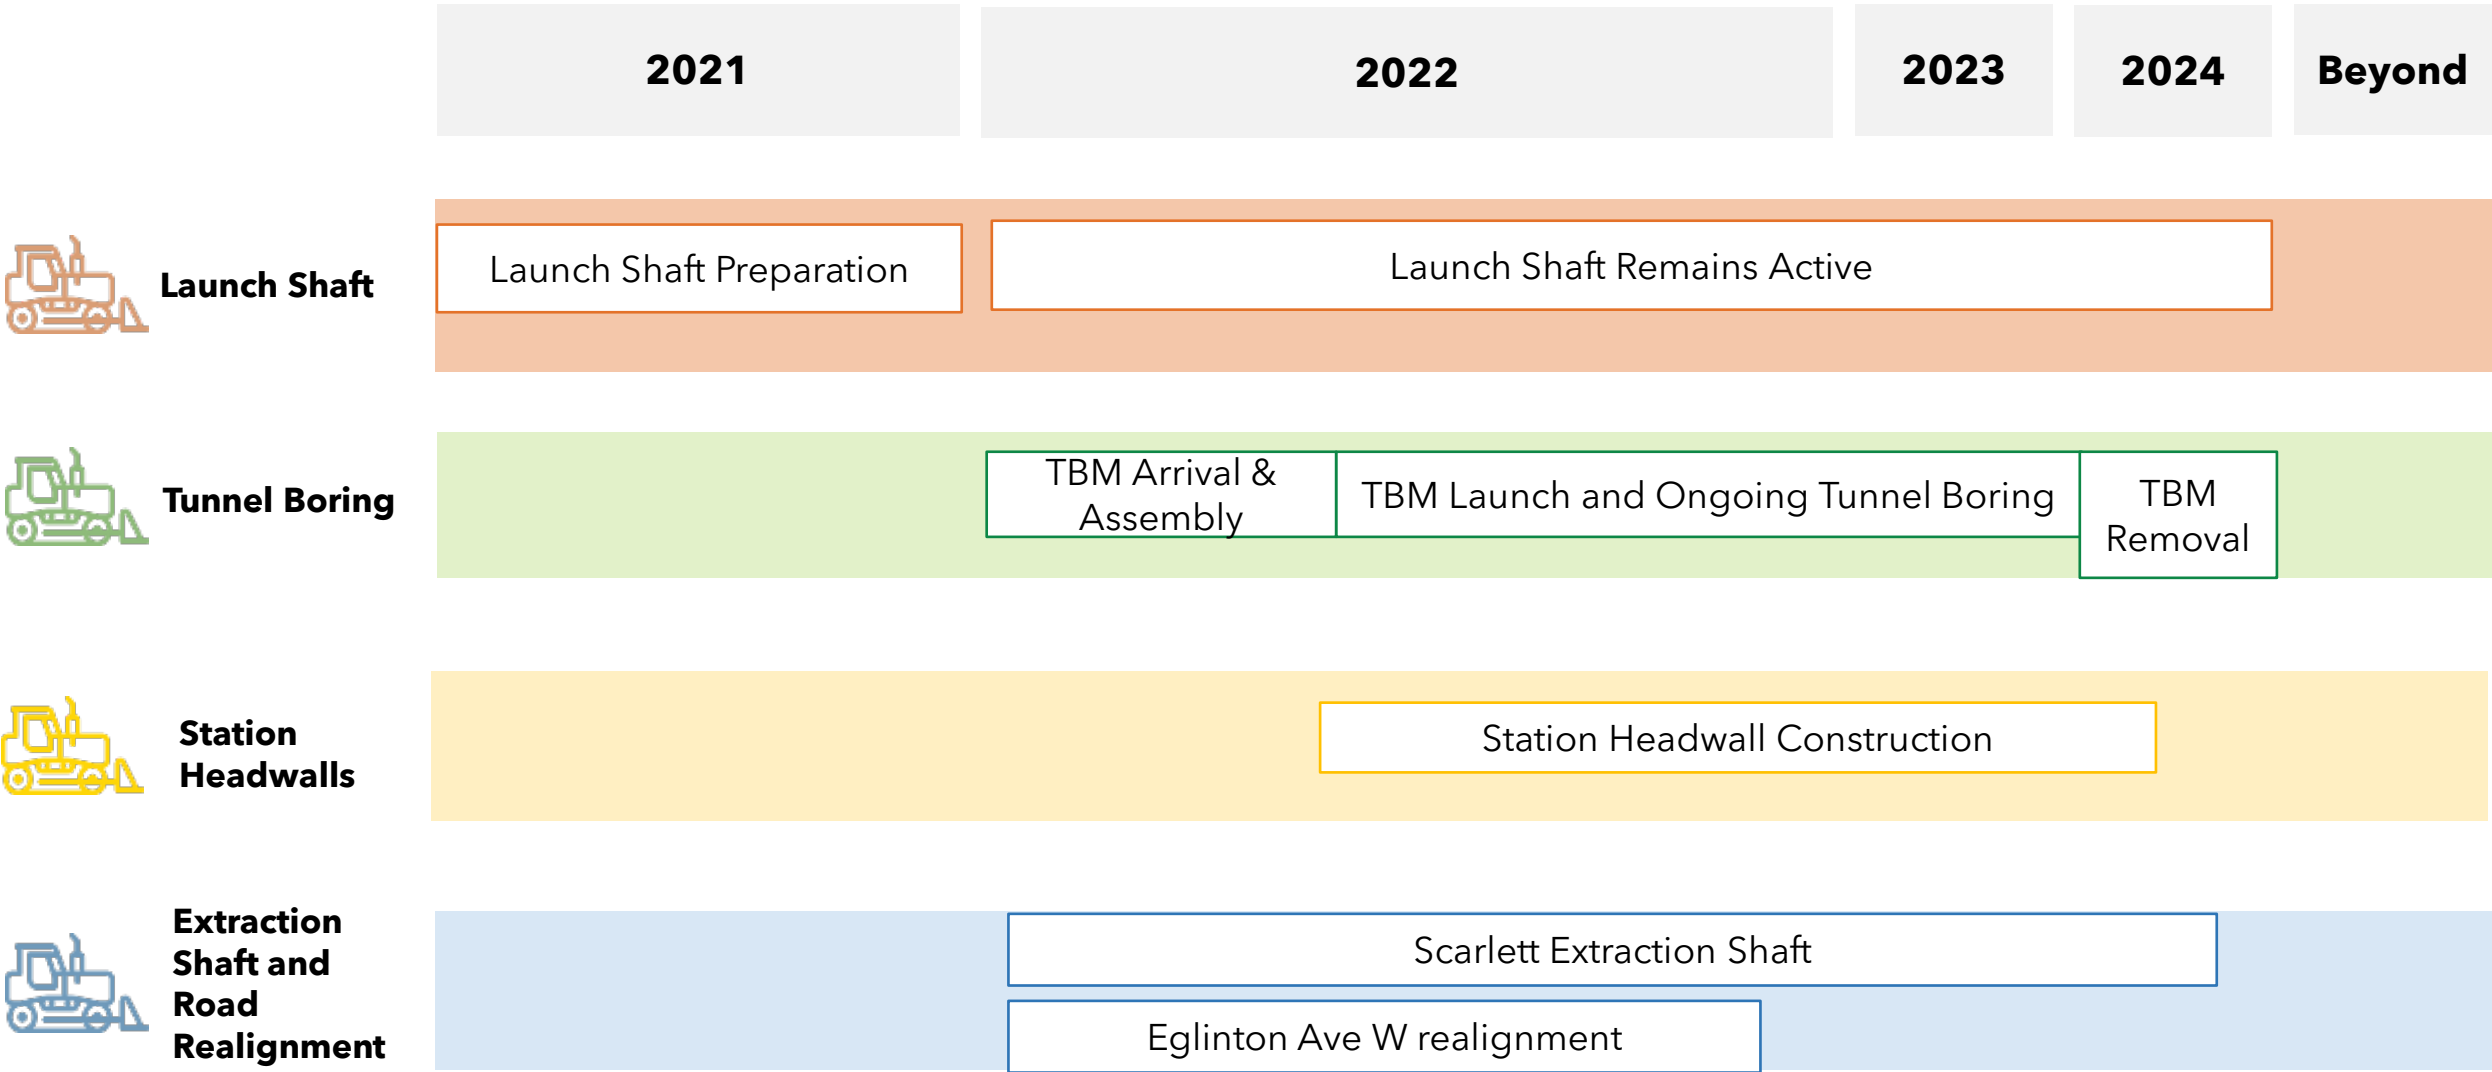 2021
2022
2023
2024
Beyond
Launch Shaft
Launch Shaft Preparation
Launch Shaft Remains Active
Tunnel Boring
TBM Arrival &
Assembly
TBM Launch and Ongoing Tunnel Boring
TBM
Removal
Station
Headwalls
Station Headwall Construction
Extraction
Shaft and
Road
Realignment
Scarlett Extraction Shaft
Eglinton Ave W realignment